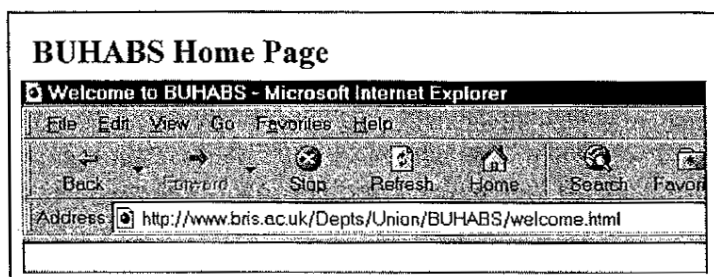 BUHABS Home Page
Welcome to BUHABS - Microsoft Internet Explorer
File Edit View Go Favorites Help
Back Forward Stop Refresh Home Search Favori
Address http://www.bris.ac.uk/Depts/Union/BUHABS/welcome.html